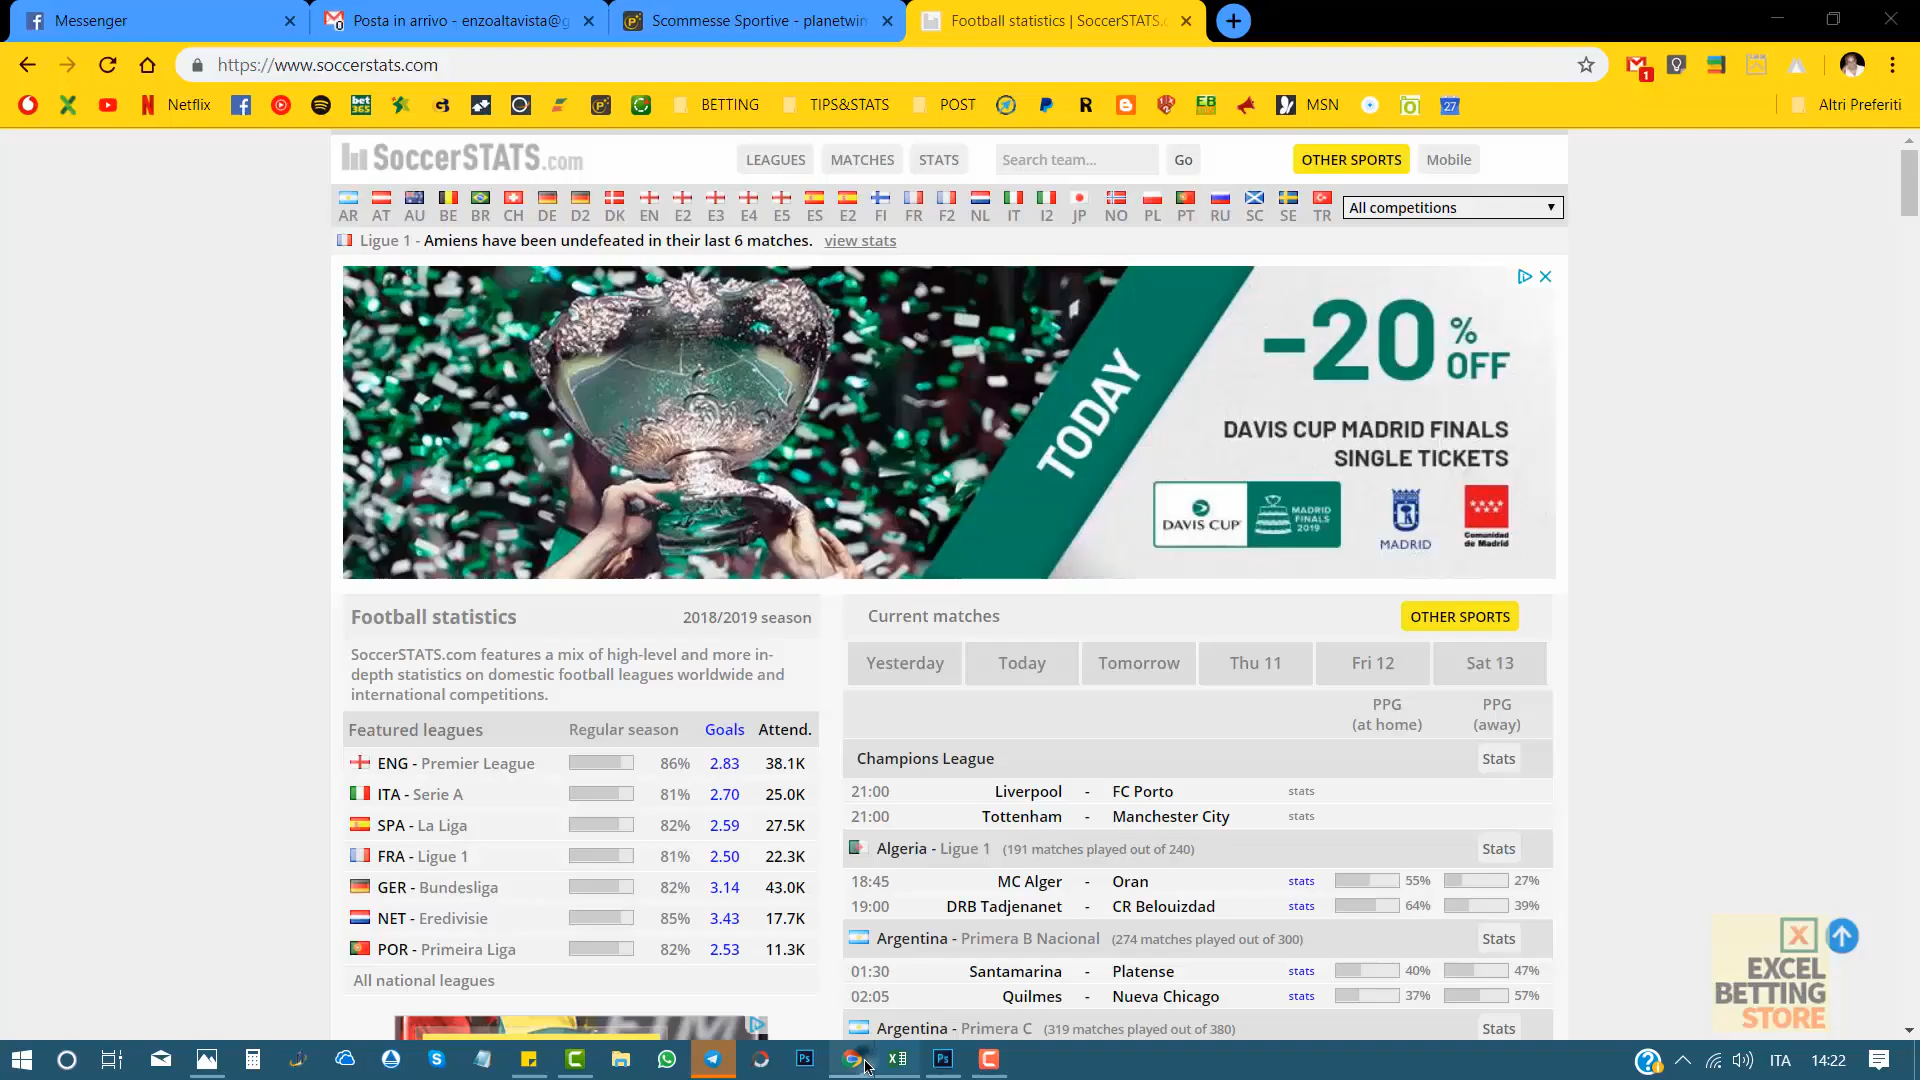 Messenger
Posta in arrivo - enzoaltavista@g
Scommesse Sportive - planetwin
Football statistics | SoccerSTATS.c
https://www.soccerstats.com
1
Netflix
bet365
BETTING
TIPS&STATS
POST
EB
MSN
27
Altri Preferiti
SoccerSTATS.com
LEAGUES
MATCHES
STATS
Search team...
Go
OTHER SPORTS
Mobile
AR AT AU BE BR CH DE D2 DK EN E2 E3 E4 E5 ES E2 FI FR F2 NL IT I2 JP NO PL PT RU SC SE TR
All competitions
Ligue 1 - Amiens have been undefeated in their last 6 matches. view stats
TODAY
-20% OFF
DAVIS CUP MADRID FINALS
SINGLE TICKETS
DAVIS CUP
MADRID FINALS 2019
MADRID
Comunidad de Madrid
Football statistics 2018/2019 season
SoccerSTATS.com features a mix of high-level and more in-
depth statistics on domestic football leagues worldwide and
international competitions.
Featured leagues Regular season Goals Attend.
ENG - Premier League 86% 2.83 38.1K
ITA - Serie A 81% 2.70 25.0K
SPA - La Liga 82% 2.59 27.5K
FRA - Ligue 1 81% 2.50 22.3K
GER - Bundesliga 82% 3.14 43.0K
NET - Eredivisie 85% 3.43 17.7K
POR - Primeira Liga 82% 2.53 11.3K
All national leagues
Current matches OTHER SPORTS
Yesterday Today Tomorrow Thu 11 Fri 12 Sat 13
PPG (at home) PPG (away)
Champions League Stats
21:00 Liverpool - FC Porto stats
21:00 Tottenham - Manchester City stats
Algeria - Ligue 1 (191 matches played out of 240) Stats
18:45 MC Alger - Oran stats 55% 27%
19:00 DRB Tadjenanet - CR Belouizdad stats 64% 39%
Argentina - Primera B Nacional (274 matches played out of 300) Stats
01:30 Santamarina - Platense stats 40% 47%
02:05 Quilmes - Nueva Chicago stats 37% 57%
Argentina - Primera C (319 matches played out of 380) Stats
X
EXCEL
BETTING
STORE
ITA
14:22